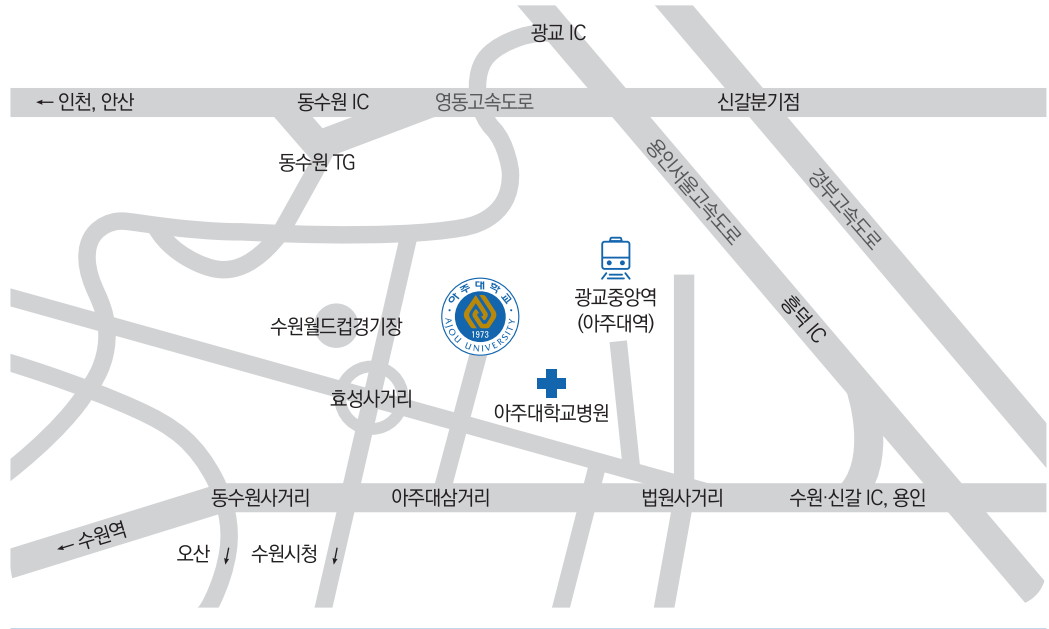 광교 IC
← 인천, 안산
동수원 IC
영동고속도로
신갈분기점
동수원 TG
용인서울고속도로
경부고속도로
아주대학교
1973
AJOU UNIVERSITY
광교중앙역
(아주대역)
수원월드컵경기장
흥덕 IC
효성사거리
아주대학교병원
동수원사거리
아주대삼거리
법원사거리
수원·신갈 IC, 용인
← 수원역
오산 ↓
수원시청 ↓